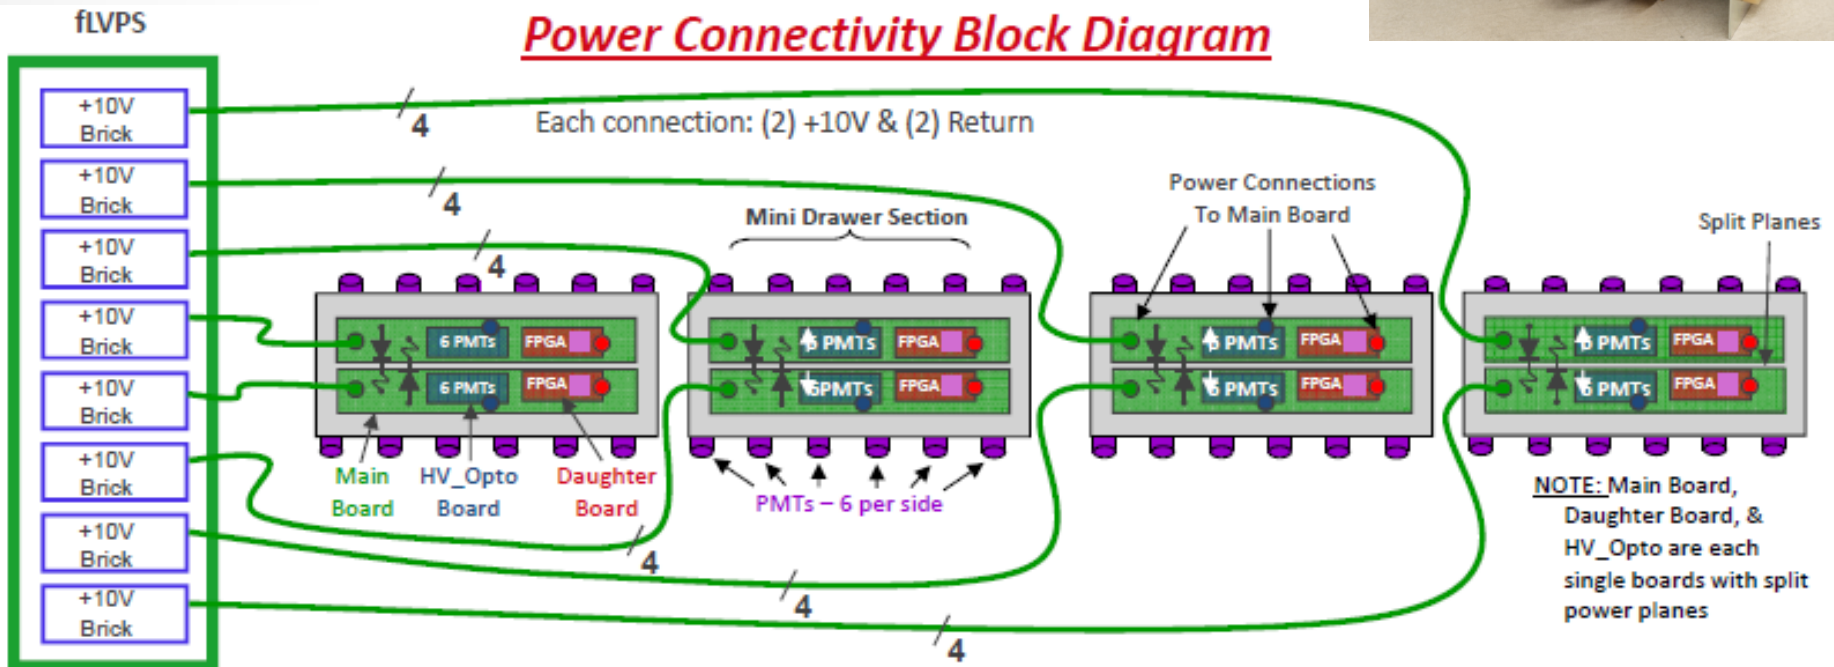 fLVPS
Power Connectivity Block Diagram
+10V
Brick
+10V
Brick
+10V
Brick
+10V
Brick
+10V
Brick
+10V
Brick
+10V
Brick
+10V
Brick
4
Each connection: (2) +10V & (2) Return
4
4
Mini Drawer Section
Power Connections
To Main Board
Split Planes
6 PMTs
FPGA
6 PMTs
FPGA
6 PMTs
FPGA
6PMTs
FPGA
6 PMTs
FPGA
6 PMTs
FPGA
6 PMTs
FPGA
6 PMTs
FPGA
Main
Board
HV_Opto
Board
Daughter
Board
PMTs – 6 per side
4
4
4
NOTE: Main Board,
Daughter Board, &
HV_Opto are each
single boards with split
power planes